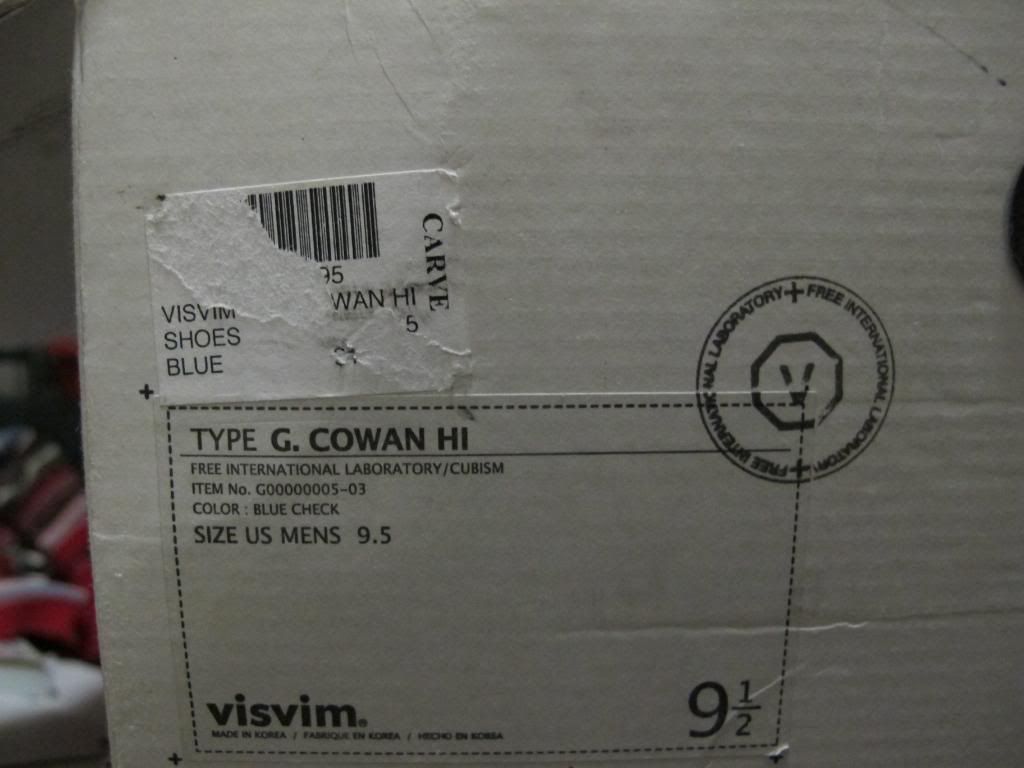 CARVE
95
VISVIM WAN HI
SHOES 5
BLUE
TYPE G. COWAN HI
FREE INTERNATIONAL LABORATORY/CUBISM
ITEM No. G00000005-03
COLOR : BLUE CHECK
SIZE US MENS 9.5
visvim®
MADE IN KOREA / FABRIQUE EN KOREA / HECHO EN KOREA
9 1/2
FREE INTERNATIONAL LABORATORY + FREE INTERNATIONAL LABORATORY +